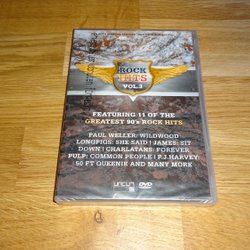 ROCK
HITS
VOL.3
FEATURING 11 OF THE
GREATEST 90's ROCK HITS
PAUL WELLER: WILDWOOD
LONGPIGS: SHE SAID | JAMES: SIT
DOWN | CHARLATANS: FOREVER
PULP: COMMON PEOPLE | P.J.HARVEY:
50 FT QUEENIE AND MANY MORE
uncut
DVD